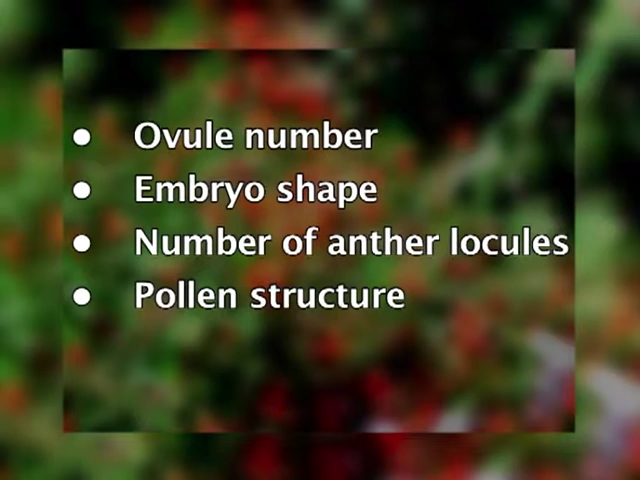 ● Ovule number
● Embryo shape
● Number of anther locules
● Pollen structure